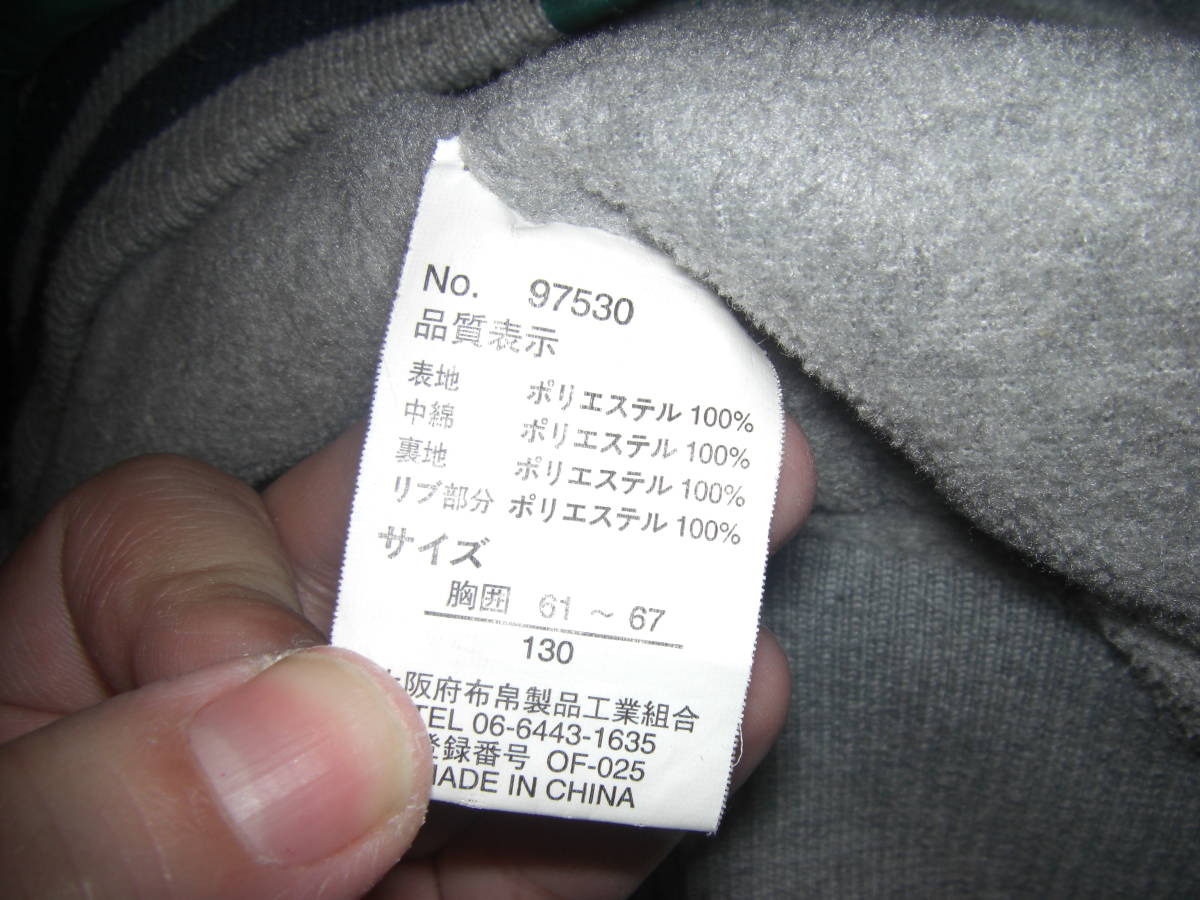 No. 97530
品質表示
表地 ポリエステル 100%
中綿 ポリエステル 100%
裏地 ポリエステル 100%
リブ部分 ポリエステル 100%
サイズ
胸囲 61 ~ 67
130
大阪府布帛製品工業組合
TEL 06-6443-1635
登録番号 OF-025
MADE IN CHINA